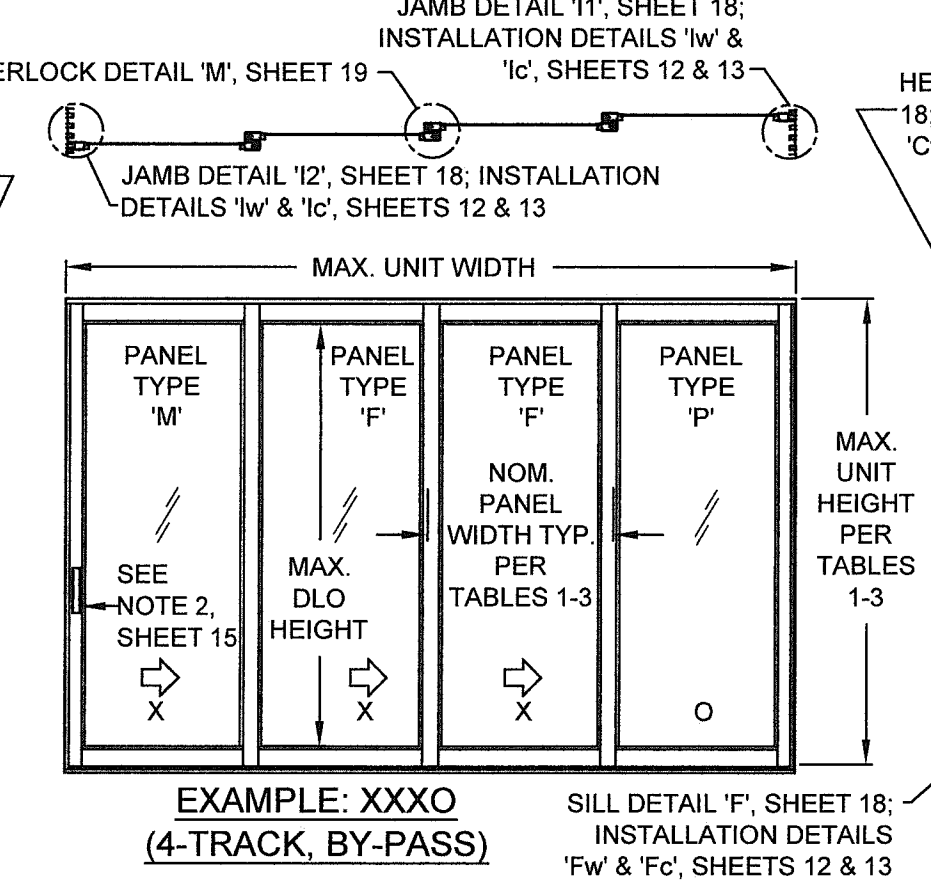 JAMB DETAIL 'I1', SHEET 18;
INSTALLATION DETAILS 'Iw' &
'Ic', SHEETS 12 & 13
ERLOCK DETAIL 'M', SHEET 19
HE
18;
'C
JAMB DETAIL 'I2', SHEET 18; INSTALLATION
DETAILS 'Iw' & 'Ic', SHEETS 12 & 13
MAX. UNIT WIDTH
PANEL
TYPE
'M'
PANEL
TYPE
'F'
PANEL
TYPE
'F'
PANEL
TYPE
'P'
NOM.
PANEL
WIDTH TYP.
PER
TABLES 1-3
MAX.
UNIT
HEIGHT
PER
TABLES
1-3
SEE
NOTE 2,
SHEET 15
MAX.
DLO
HEIGHT
X
X
X
O
EXAMPLE: XXXO
(4-TRACK, BY-PASS)
SILL DETAIL 'F', SHEET 18;
INSTALLATION DETAILS
'Fw' & 'Fc', SHEETS 12 & 13